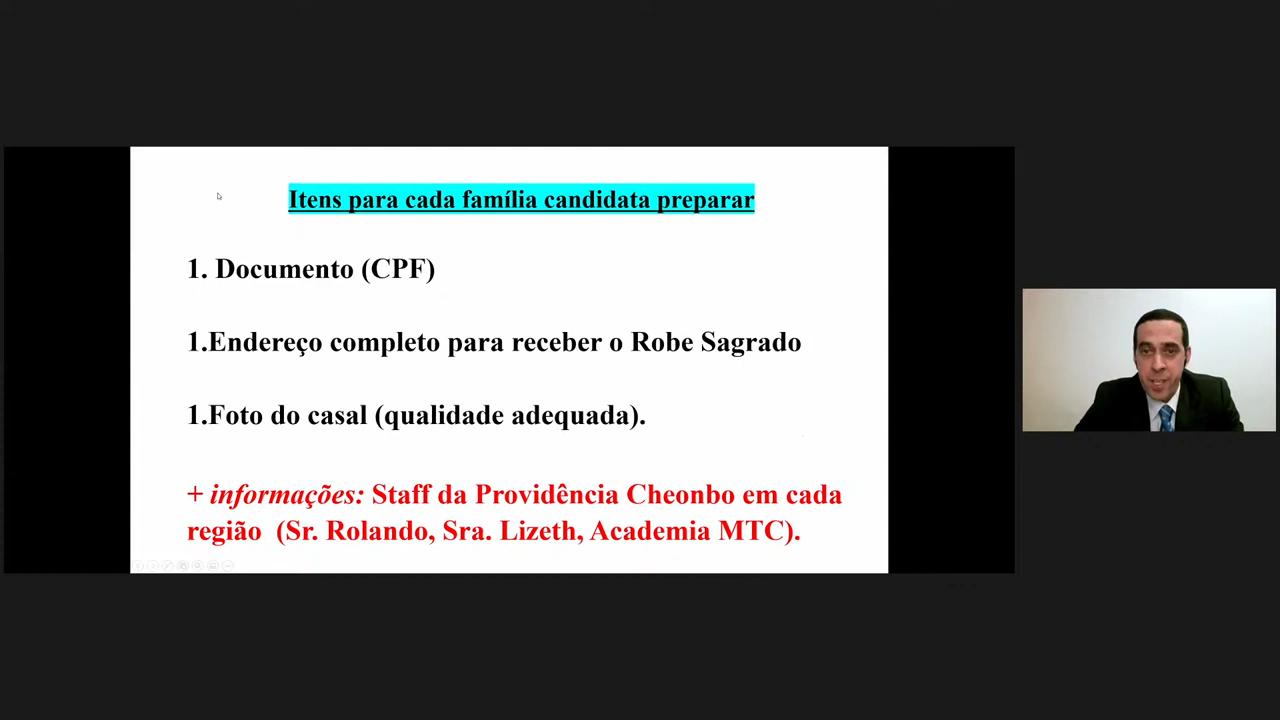 Itens para cada família candidata preparar
1. Documento (CPF)
1.Endereço completo para receber o Robe Sagrado
1.Foto do casal (qualidade adequada).
+ informações: Staff da Providência Cheonbo em cada
região (Sr. Rolando, Sra. Lizeth, Academia MTC).